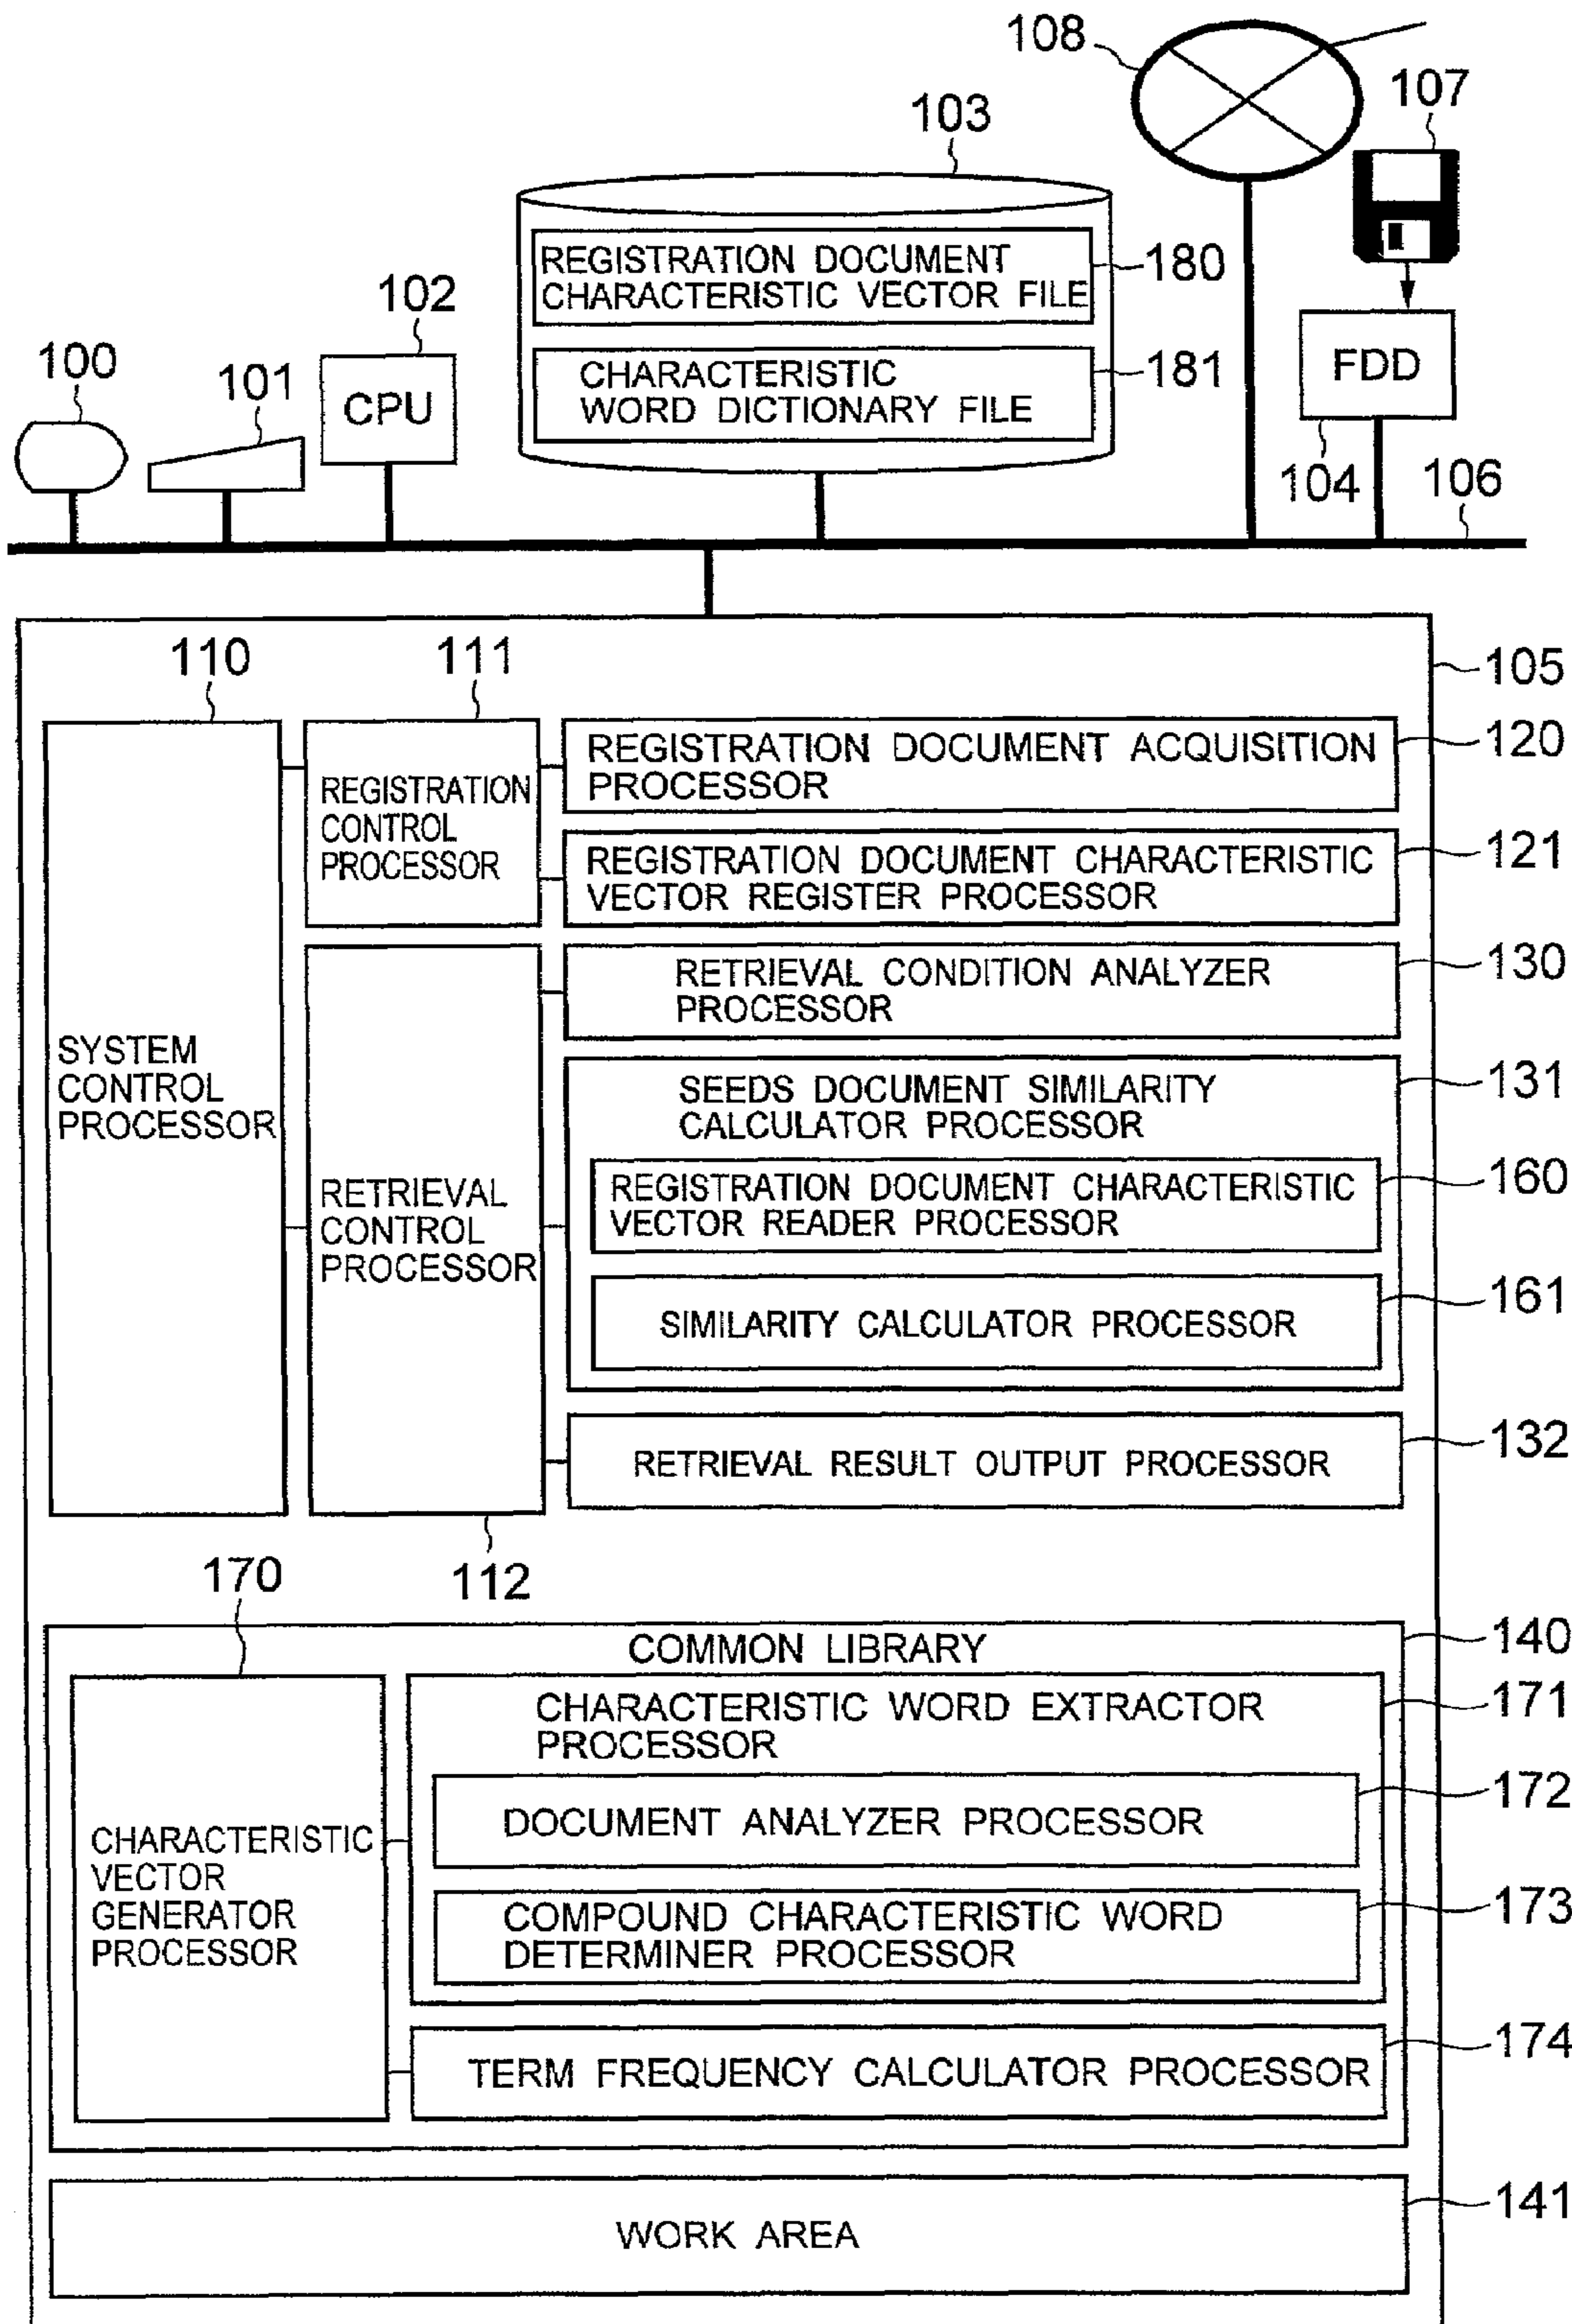 108
107
103
REGISTRATION DOCUMENT
CHARACTERISTIC VECTOR FILE
180
102
100
101
CPU
CHARACTERISTIC
WORD DICTIONARY FILE
181
FDD
104
106
110
111
105
REGISTRATION DOCUMENT ACQUISITION
PROCESSOR
120
REGISTRATION
CONTROL
PROCESSOR
REGISTRATION DOCUMENT CHARACTERISTIC
VECTOR REGISTER PROCESSOR
121
RETRIEVAL CONDITION ANALYZER
PROCESSOR
130
SYSTEM
CONTROL
PROCESSOR
SEEDS DOCUMENT SIMILARITY
CALCULATOR PROCESSOR
131
RETRIEVAL
CONTROL
PROCESSOR
REGISTRATION DOCUMENT CHARACTERISTIC
VECTOR READER PROCESSOR
160
SIMILARITY CALCULATOR PROCESSOR
161
RETRIEVAL RESULT OUTPUT PROCESSOR
132
170
112
COMMON LIBRARY
140
CHARACTERISTIC WORD EXTRACTOR
PROCESSOR
171
DOCUMENT ANALYZER PROCESSOR
172
CHARACTERISTIC
VECTOR
GENERATOR
PROCESSOR
COMPOUND CHARACTERISTIC WORD
DETERMINER PROCESSOR
173
TERM FREQUENCY CALCULATOR PROCESSOR
174
WORK AREA
141